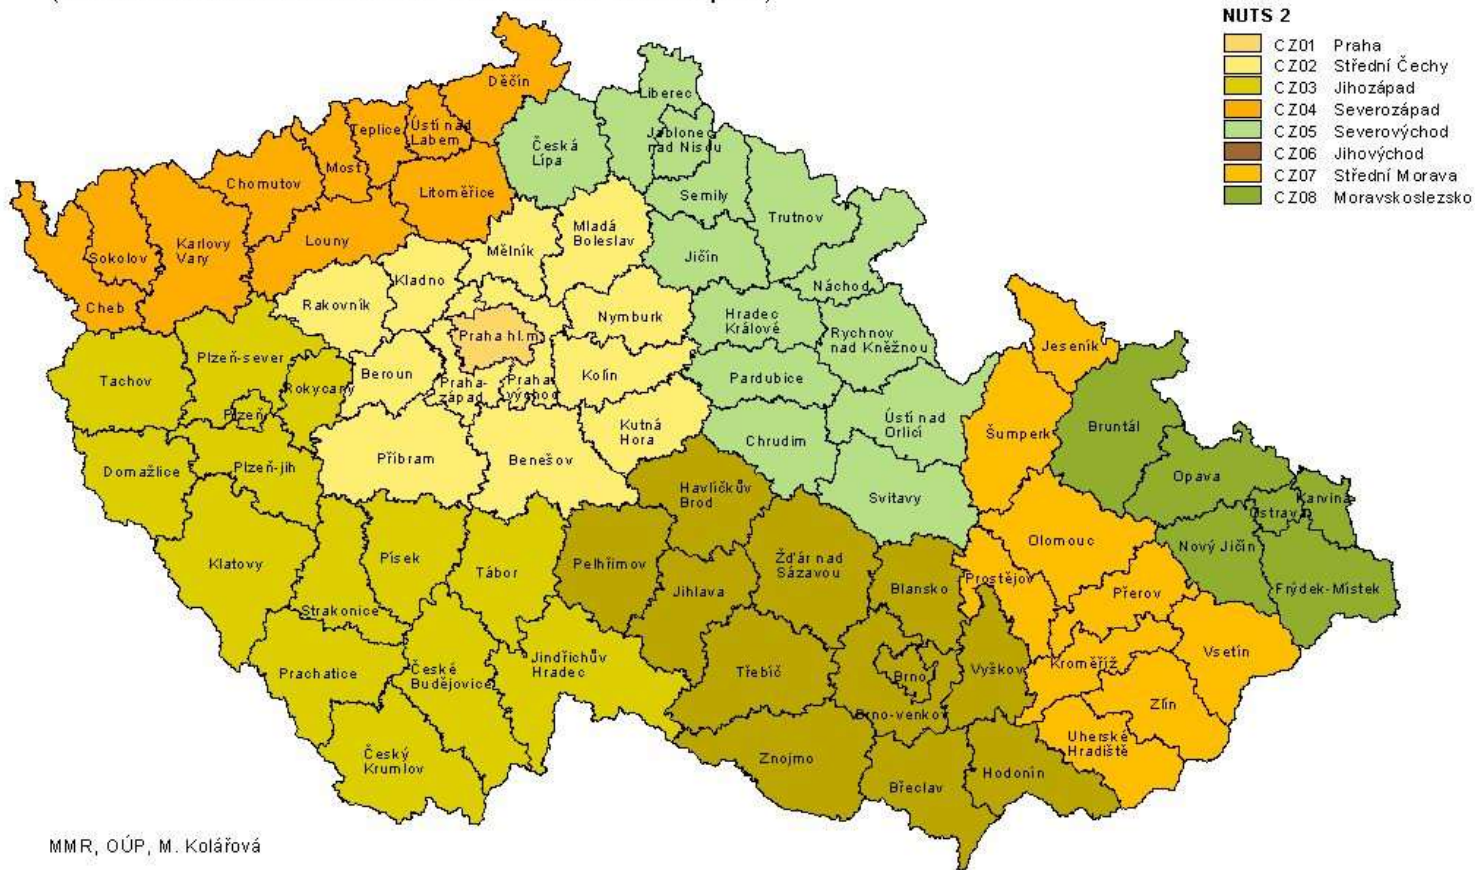 NUTS 2
CZ01 Praha
CZ02 Střední Čechy
CZ03 Jihozápad
CZ04 Severozápad
CZ05 Severovýchod
CZ06 Jihovýchod
CZ07 Střední Morava
CZ08 Moravskoslezsko
Děčín
Liberec
Teplice
Ústí nad
Labem
Jablonec
nad Nisou
Česká
Lípa
Most
Chomutov
Litoměřice
Semily
Trutnov
Mladá
Boleslav
Louny
Karlovy
Vary
Sokolov
Mělník
Jičín
Kladno
Náchod
Cheb
Rakovník
Nymburk
Hradec
Králové
Rychnov
nad Kněžnou
Praha hl.m.
Jeseník
Plzeň-sever
Tachov
Rokycany
Beroun
Praha-
západ
Praha-
východ
Kolín
Pardubice
Plzeň
Kutná
Hora
Ústí nad
Orlicí
Šumperk
Bruntál
Chrudim
Domažlice
Plzeň-jih
Příbram
Benešov
Opava
Havlíčkův
Brod
Svitavy
Karviná
Ostrava
Klatovy
Písek
Tábor
Pelhřimov
Žďár nad
Sázavou
Olomouc
Nový Jičín
Jihlava
Blansko
Prostějov
Přerov
Frýdek-Místek
Strakonice
Prachatice
České
Budějovice
Jindřichův
Hradec
Třebíč
Brno
Vyškov
Kroměříž
Vsetín
Brno-venkov
Zlín
Český
Krumlov
Znojmo
Břeclav
Hodonín
Uherské
Hradiště
MMR, OÚP, M. Kolářová